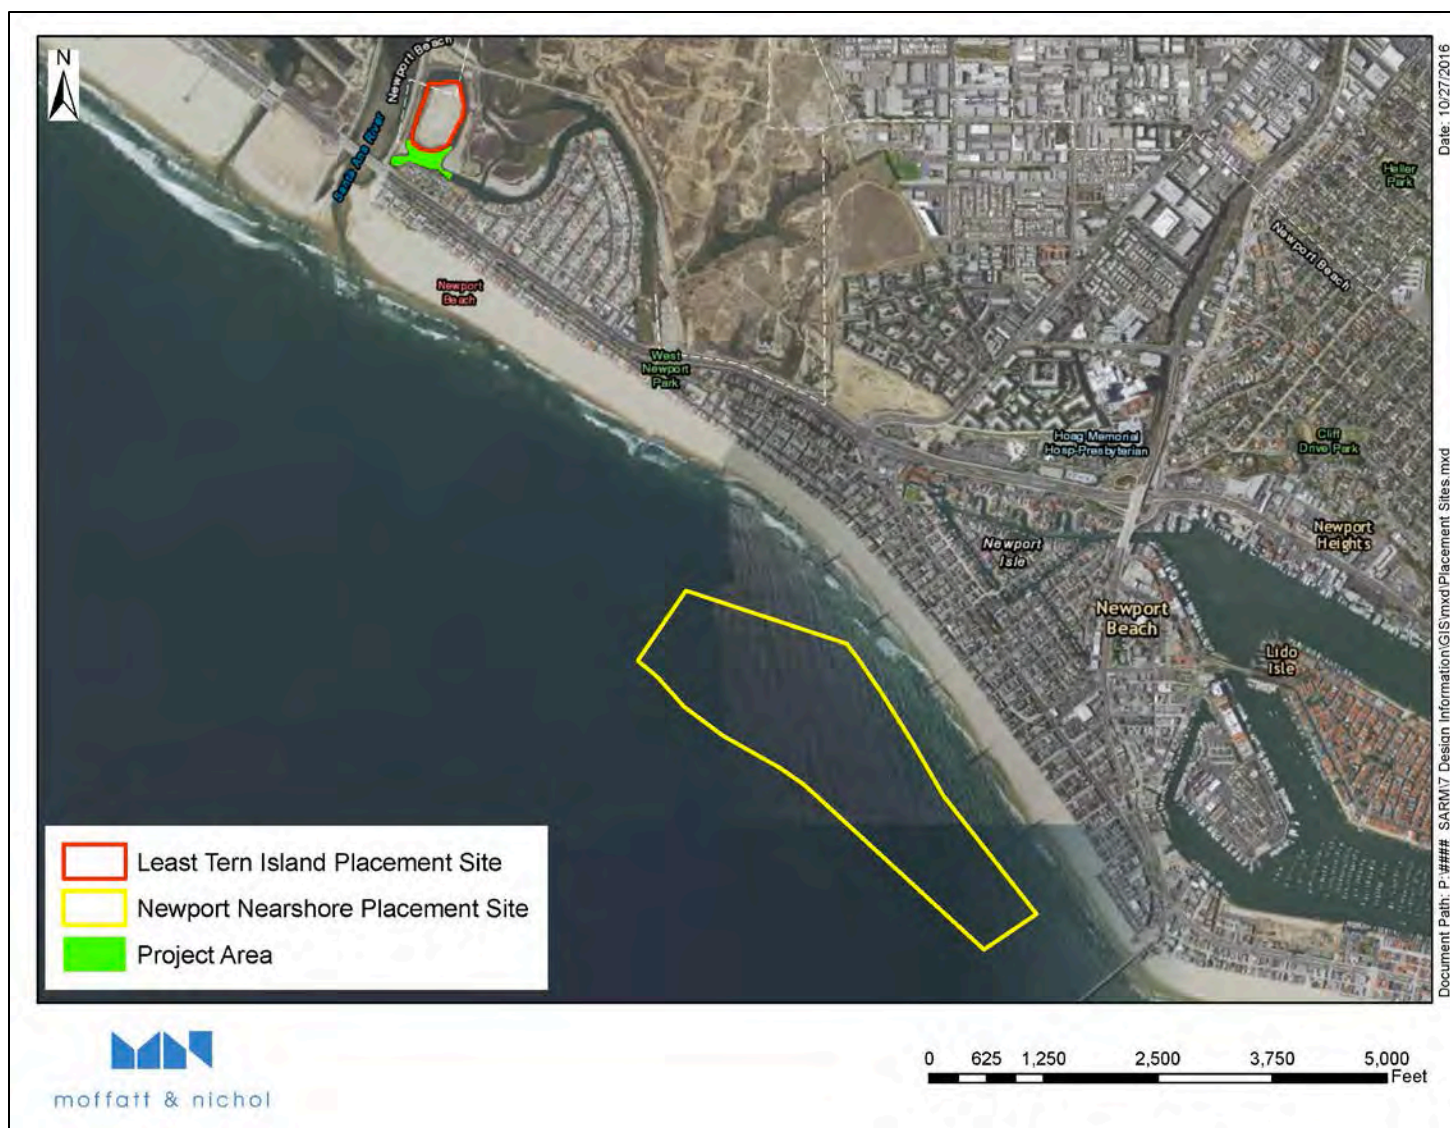 N
Newport Beach
Santa Ana River
Newport
Beach
West
Newport
Park
Heller
Park
Newport Beach
Hoag Memorial
Hosp-Presbyterian
Cliff
Drive Park
Newport
Heights
Newport
Isle
Newport
Beach
Lido
Isle
Least Tern Island Placement Site
Newport Nearshore Placement Site
Project Area
moffatt & nichol
0 625 1,250 2,500 3,750 5,000
Feet
Date: 10/27/2016
Document Path: P:\#### SARM\7 Design Information\GIS\mxd\Placement Sites.mxd